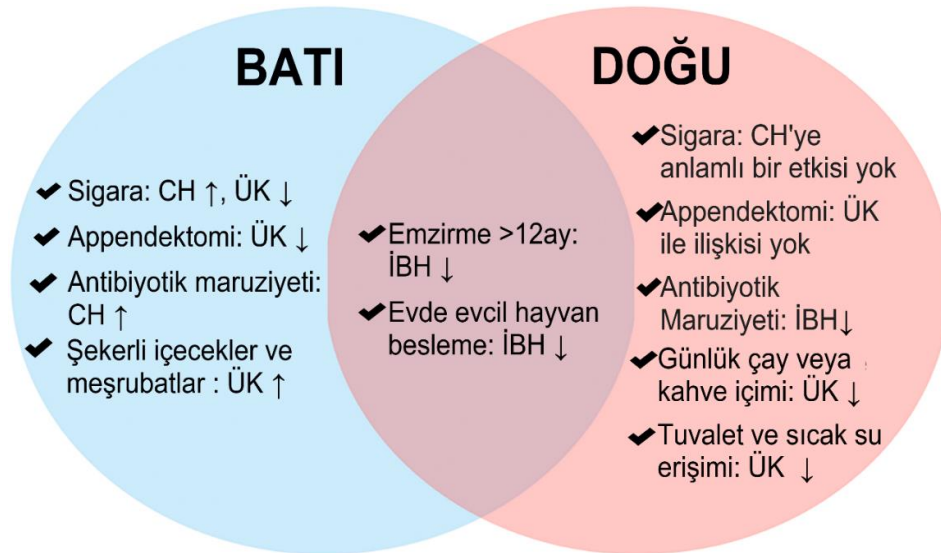 BATI
✔Sigara: CH ↑, ÜK ↓
✔Appendektomi: ÜK ↓
✔Antibiyotik maruziyeti:
CH ↑
✔Şekerli içecekler ve
meşrubatlar : ÜK ↑
✔Emzirme >12ay:
İBH ↓
✔Evde evcil hayvan
besleme: İBH ↓
DOĞU
✔Sigara: CH'ye
anlamlı bir etkisi yok
✔Appendektomi: ÜK
ile ilişkisi yok
✔Antibiyotik
Maruziyeti: İBH↓
✔Günlük çay veya
kahve içimi: ÜK ↓
✔Tuvalet ve sıcak su
erişimi: ÜK ↓